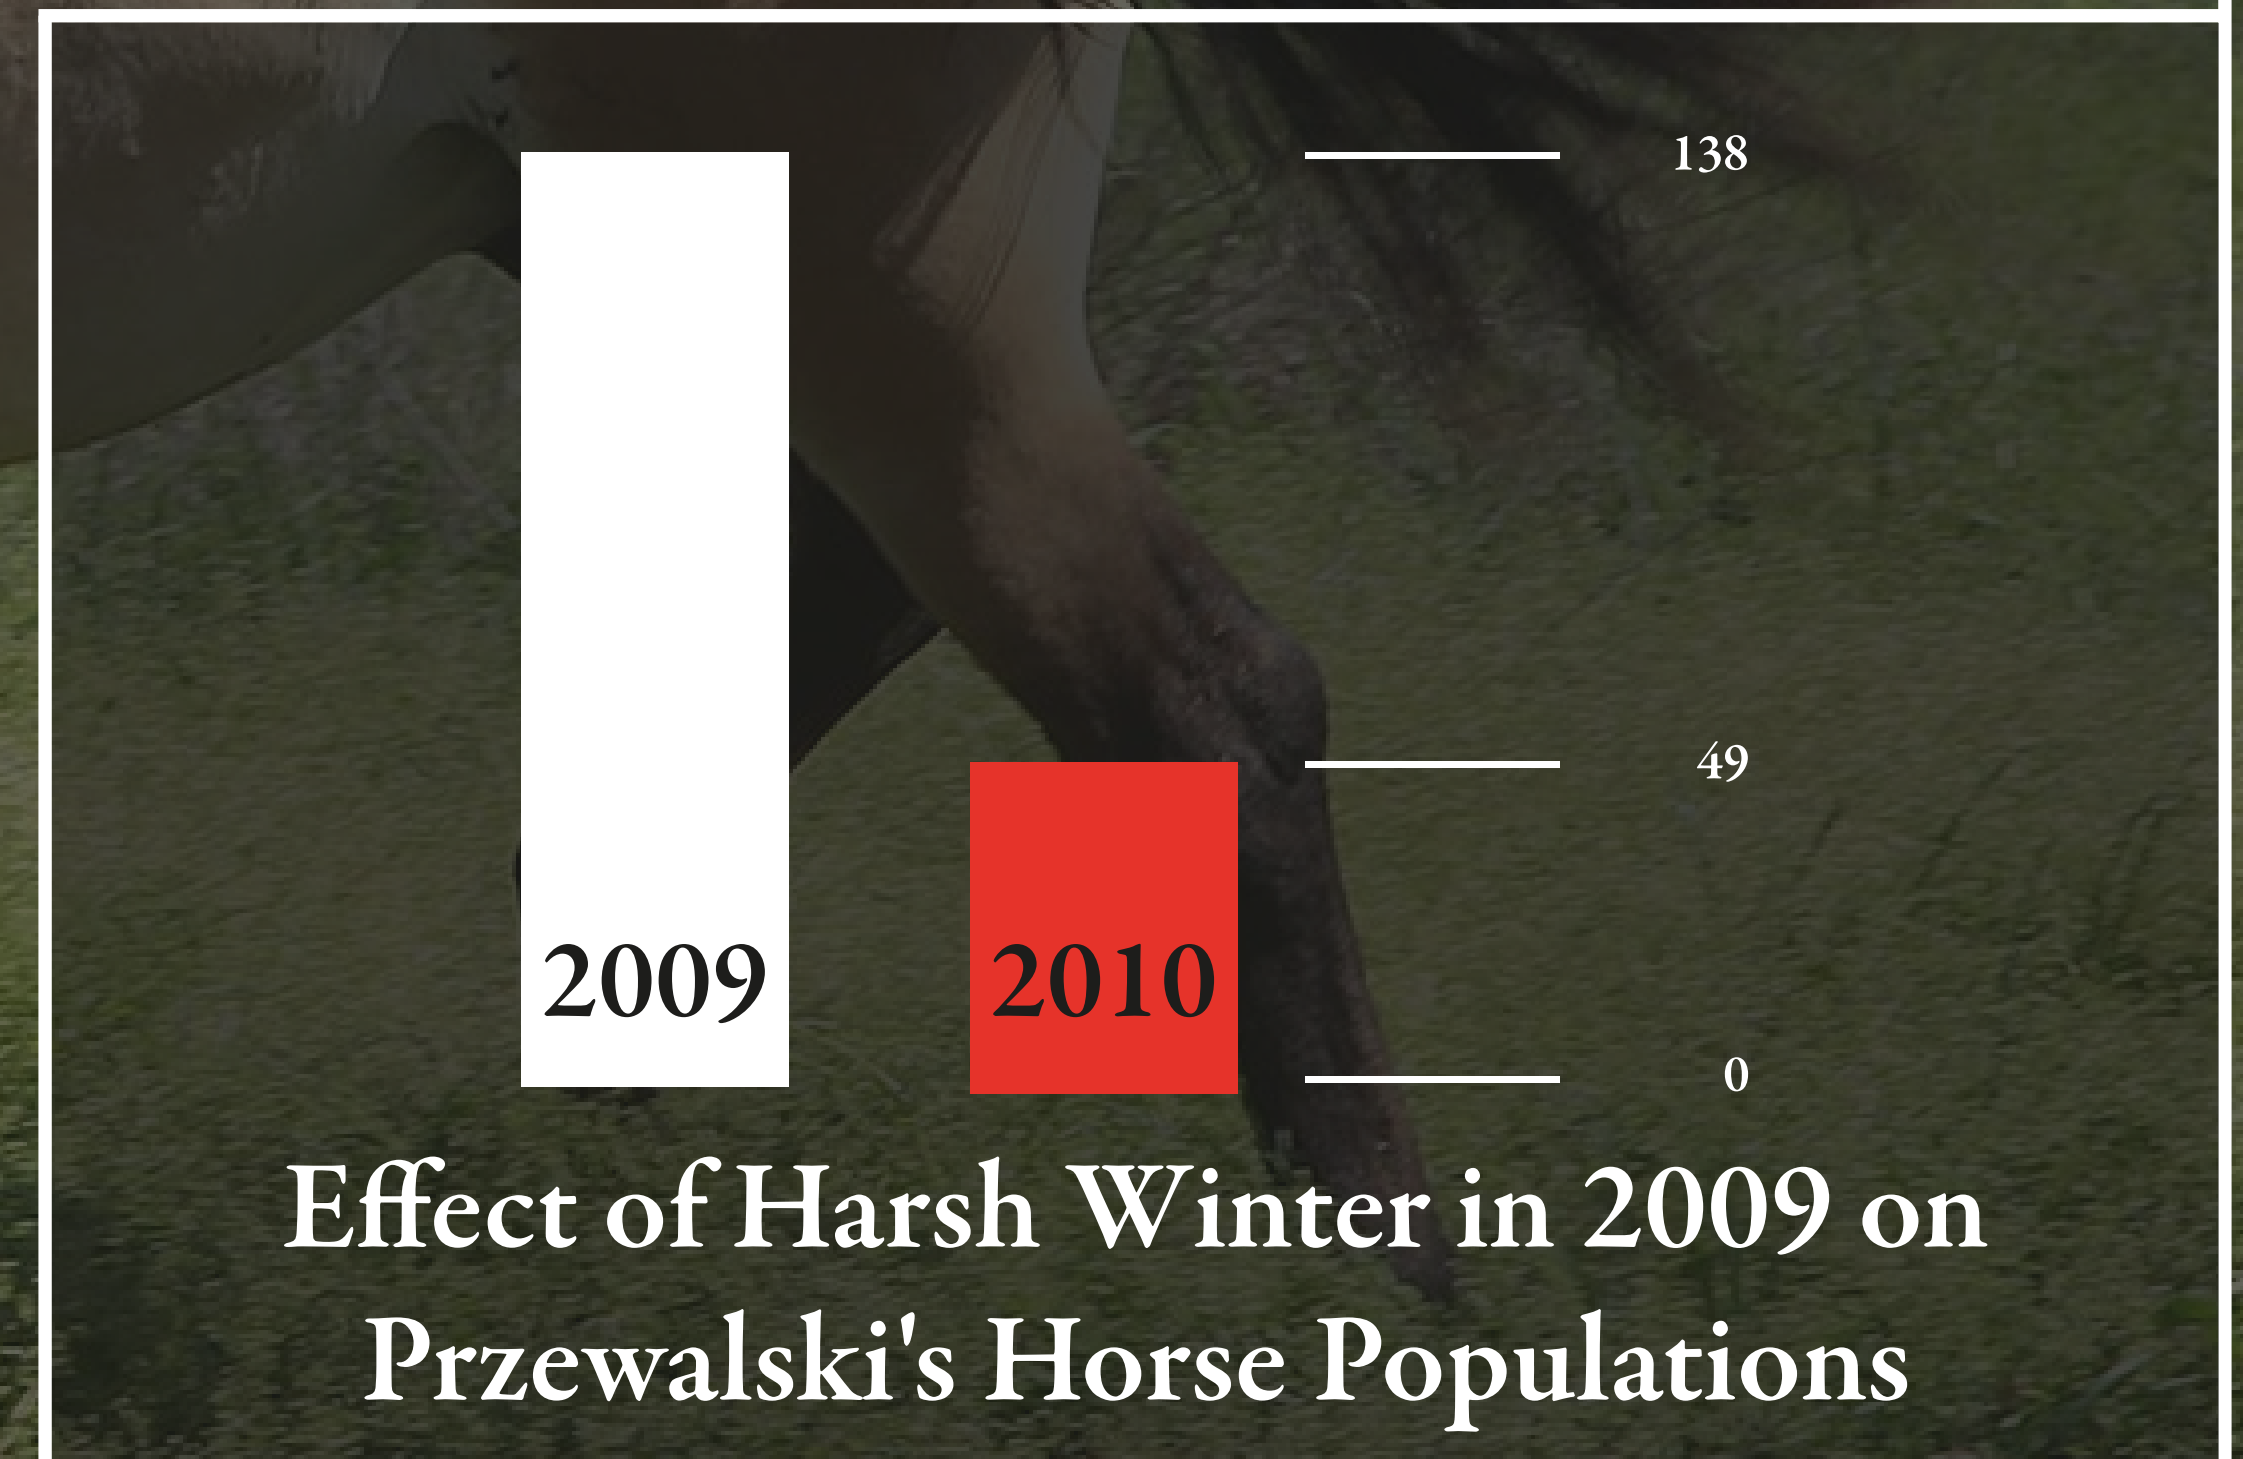 138
49
2009
2010
0
Effect of Harsh Winter in 2009 on
Przewalski's Horse Populations